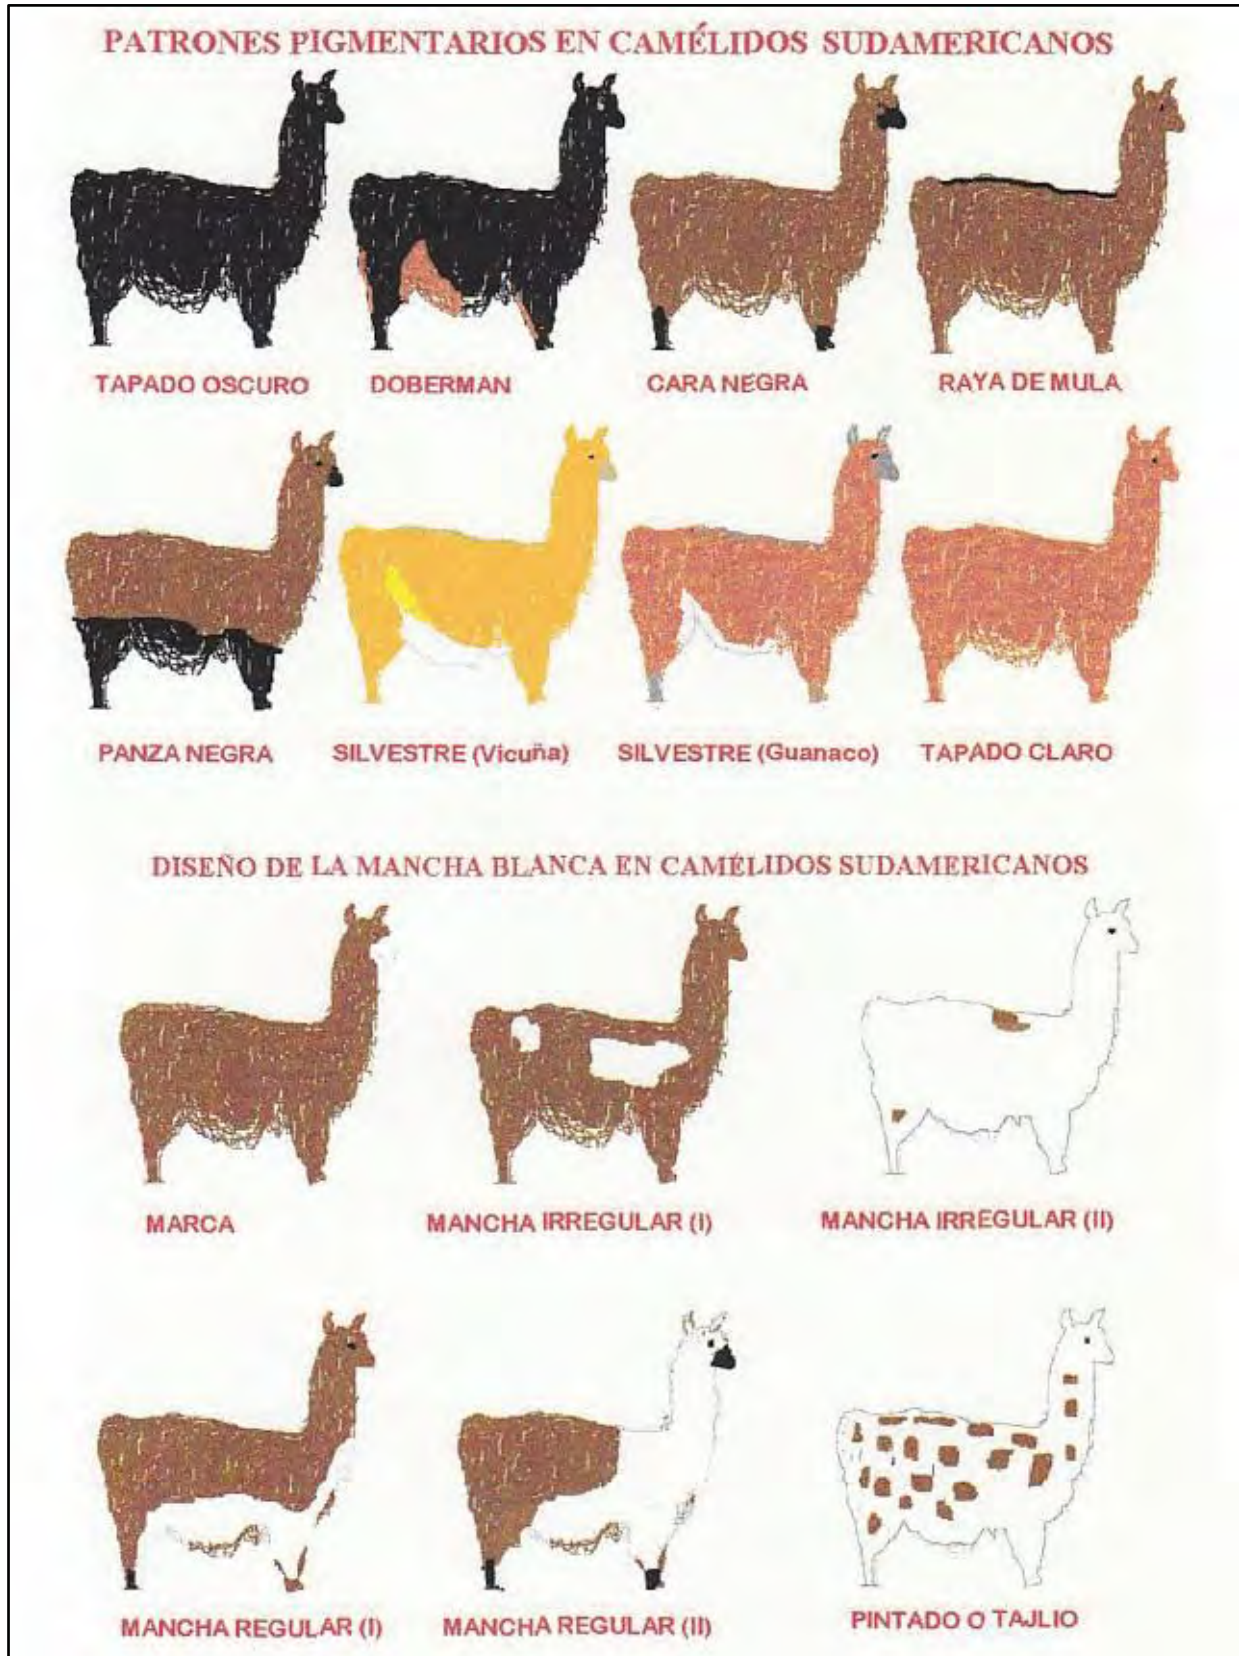 PATRONES PIGMENTARIOS EN CAMÉLIDOS SUDAMERICANOS
TAPADO OSCURO
DOBERMAN
CARA NEGRA
RAYA DE MULA
PANZA NEGRA
SILVESTRE (Vicuña)
SILVESTRE (Guanaco)
TAPADO CLARO
DISEÑO DE LA MANCHA BLANCA EN CAMÉLIDOS SUDAMERICANOS
MARCA
MANCHA IRREGULAR (I)
MANCHA IRREGULAR (II)
MANCHA REGULAR (I)
MANCHA REGULAR (II)
PINTADO O TAJLIO